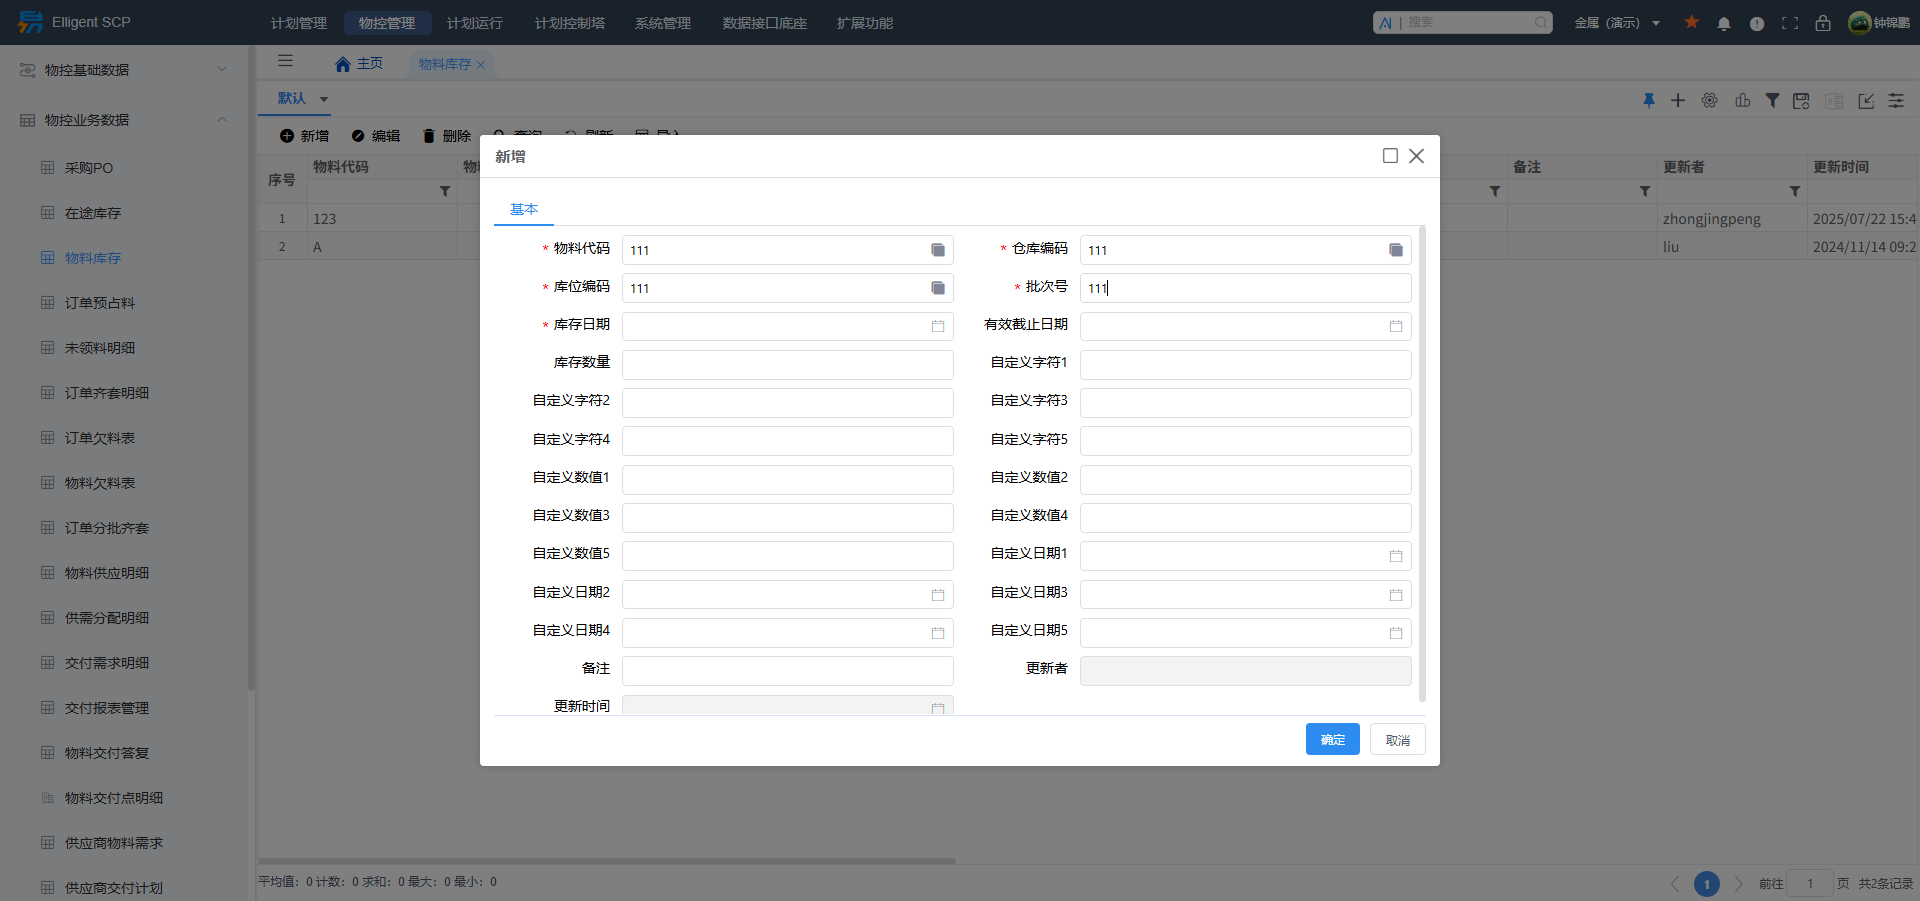 Elligent SCP
计划管理
物控管理
计划运行
计划控制塔
系统管理
数据接口底座
扩展功能
搜索
金属（演示）
钟锦鹏
物控基础数据
主页
物料库存
物控业务数据
默认
采购PO
在途库存
物料库存
订单预占料
未领料明细
订单齐套明细
订单欠料表
物料欠料表
订单分批齐套
物料供应明细
供需分配明细
交付需求明细
交付报表管理
物料交付答复
物料交付点明细
供应商物料需求
供应商交付计划
新增
编辑
删除
序号
物料代码
备注
更新者
更新时间
1
123
zhongjingpeng
2025/07/22 15:4
2
A
liu
2024/11/14 09:2
新增
基本
* 物料代码
111
* 仓库编码
111
* 库位编码
111
* 批次号
111
* 库存日期
有效截止日期
库存数量
自定义字符1
自定义字符2
自定义字符3
自定义字符4
自定义字符5
自定义数值1
自定义数值2
自定义数值3
自定义数值4
自定义数值5
自定义日期1
自定义日期2
自定义日期3
自定义日期4
自定义日期5
备注
更新者
更新时间
确定
取消
平均值：0 计数：0 求和：0 最大：0 最小：0
1
前往
1
页
共2条记录